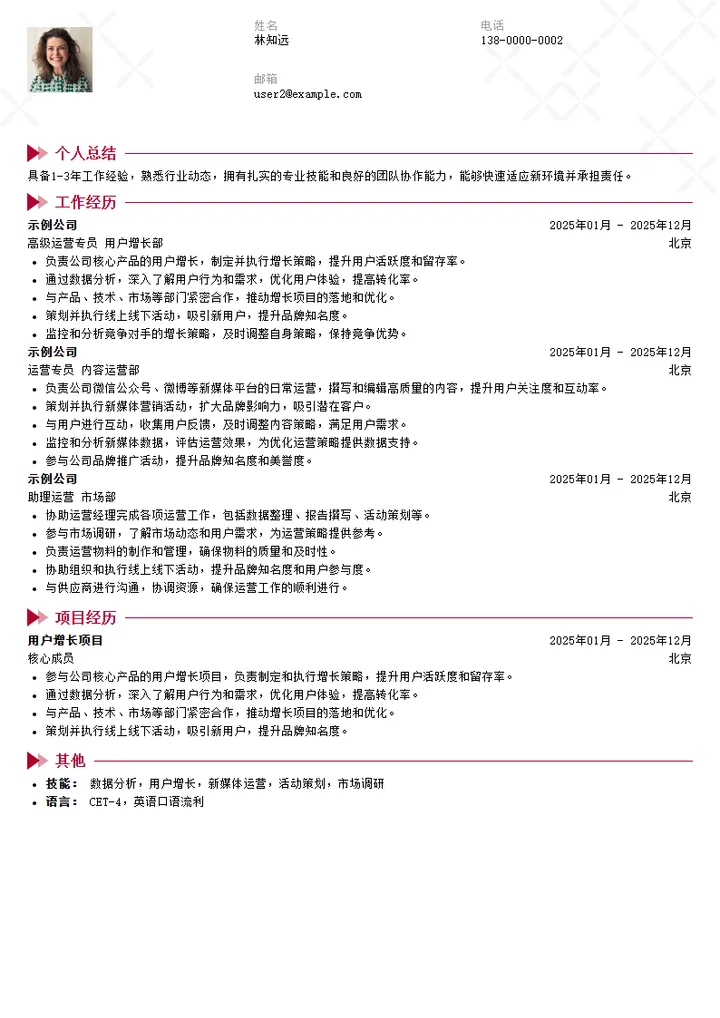 姓名
林知远
电话
138-0000-0002
邮箱
user2@example.com
个人总结
具备1-3年工作经验，熟悉行业动态，拥有扎实的专业技能和良好的团队协作能力，能够快速适应新环境并承担责任。
工作经历
示例公司 2025年01月 - 2025年12月
高级运营专员 用户增长部 北京
• 负责公司核心产品的用户增长，制定并执行增长策略，提升用户活跃度和留存率。
• 通过数据分析，深入了解用户行为和需求，优化用户体验，提高转化率。
• 与产品、技术、市场等部门紧密合作，推动增长项目的落地和优化。
• 策划并执行线上线下活动，吸引新用户，提升品牌知名度。
• 监控和分析竞争对手的增长策略，及时调整自身策略，保持竞争优势。
示例公司 2025年01月 - 2025年12月
运营专员 内容运营部 北京
• 负责公司微信公众号、微博等新媒体平台的日常运营，撰写和编辑高质量的内容，提升用户关注度和互动率。
• 策划并执行新媒体营销活动，扩大品牌影响力，吸引潜在客户。
• 与用户进行互动，收集用户反馈，及时调整内容策略，满足用户需求。
• 监控和分析新媒体数据，评估运营效果，为优化运营策略提供数据支持。
• 参与公司品牌推广活动，提升品牌知名度和美誉度。
示例公司 2025年01月 - 2025年12月
助理运营 市场部 北京
• 协助运营经理完成各项运营工作，包括数据整理、报告撰写、活动策划等。
• 参与市场调研，了解市场动态和用户需求，为运营策略提供参考。
• 负责运营物料的制作和管理，确保物料的质量和及时性。
• 协助组织和执行线上线下活动，提升品牌知名度和用户参与度。
• 与供应商进行沟通，协调资源，确保运营工作的顺利进行。
项目经历
用户增长项目 2025年01月 - 2025年12月
核心成员 北京
• 参与公司核心产品的用户增长项目，负责制定和执行增长策略，提升用户活跃度和留存率。
• 通过数据分析，深入了解用户行为和需求，优化用户体验，提高转化率。
• 与产品、技术、市场等部门紧密合作，推动增长项目的落地和优化。
• 策划并执行线上线下活动，吸引新用户，提升品牌知名度。
其他
• 技能： 数据分析，用户增长，新媒体运营，活动策划，市场调研
• 语言： CET-4，英语口语流利